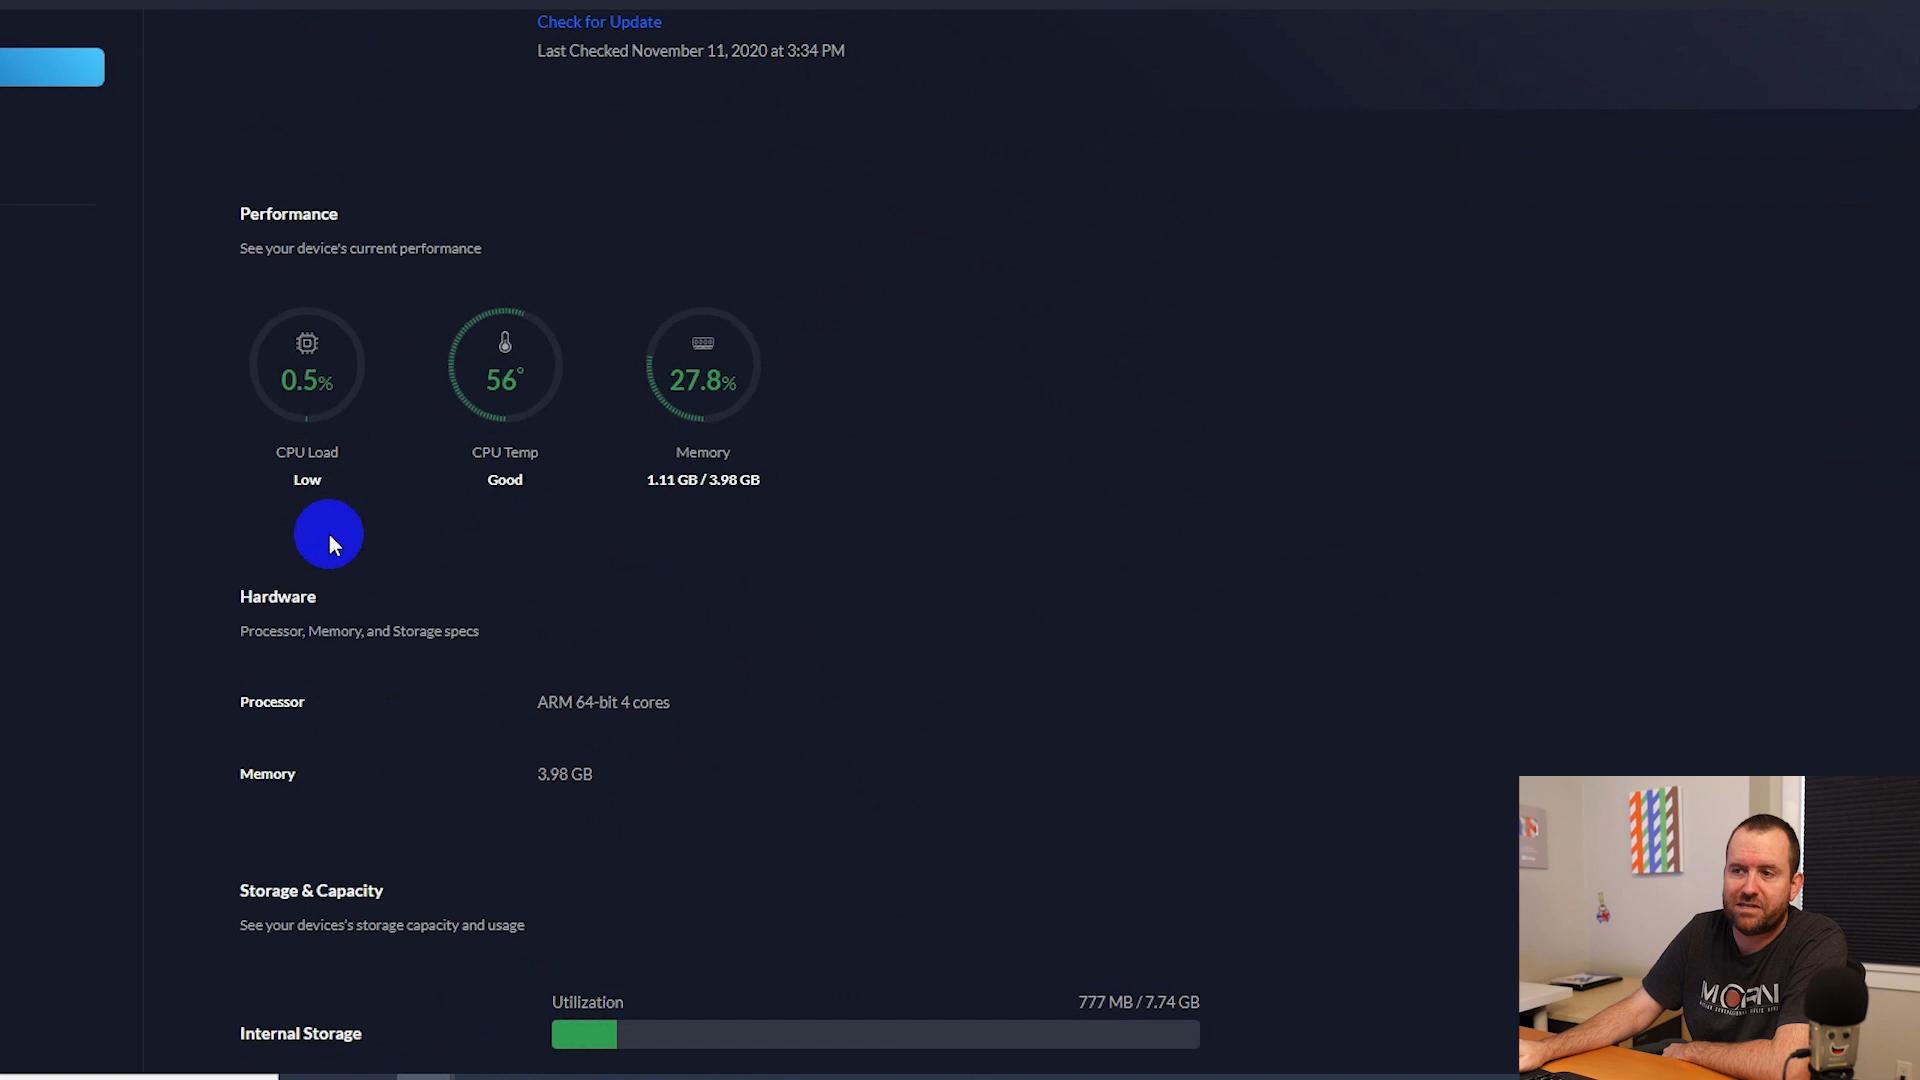 Check for Update
Last Checked November 11, 2020 at 3:34 PM
Performance
See your device's current performance
0.5%
56°
27.8%
CPU Load
CPU Temp
Memory
Low
Good
1.11 GB / 3.98 GB
Hardware
Processor, Memory, and Storage specs
Processor
ARM 64-bit 4 cores
Memory
3.98 GB
Storage & Capacity
See your devices's storage capacity and usage
Utilization
777 MB / 7.74 GB
Internal Storage